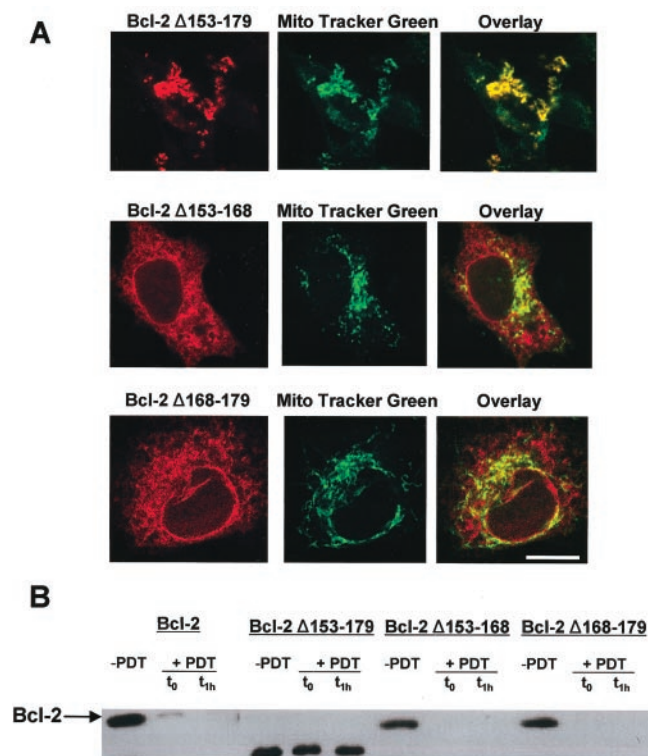 A
Bcl-2 Δ153-179 Mito Tracker Green Overlay
Bcl-2 Δ153-168 Mito Tracker Green Overlay
Bcl-2 Δ168-179 Mito Tracker Green Overlay
B
Bcl-2 Bcl-2 Δ153-179 Bcl-2 Δ153-168 Bcl-2 Δ168-179
-PDT + PDT -PDT + PDT -PDT + PDT -PDT + PDT
t0 t1h t0 t1h t0 t1h t0 t1h
Bcl-2